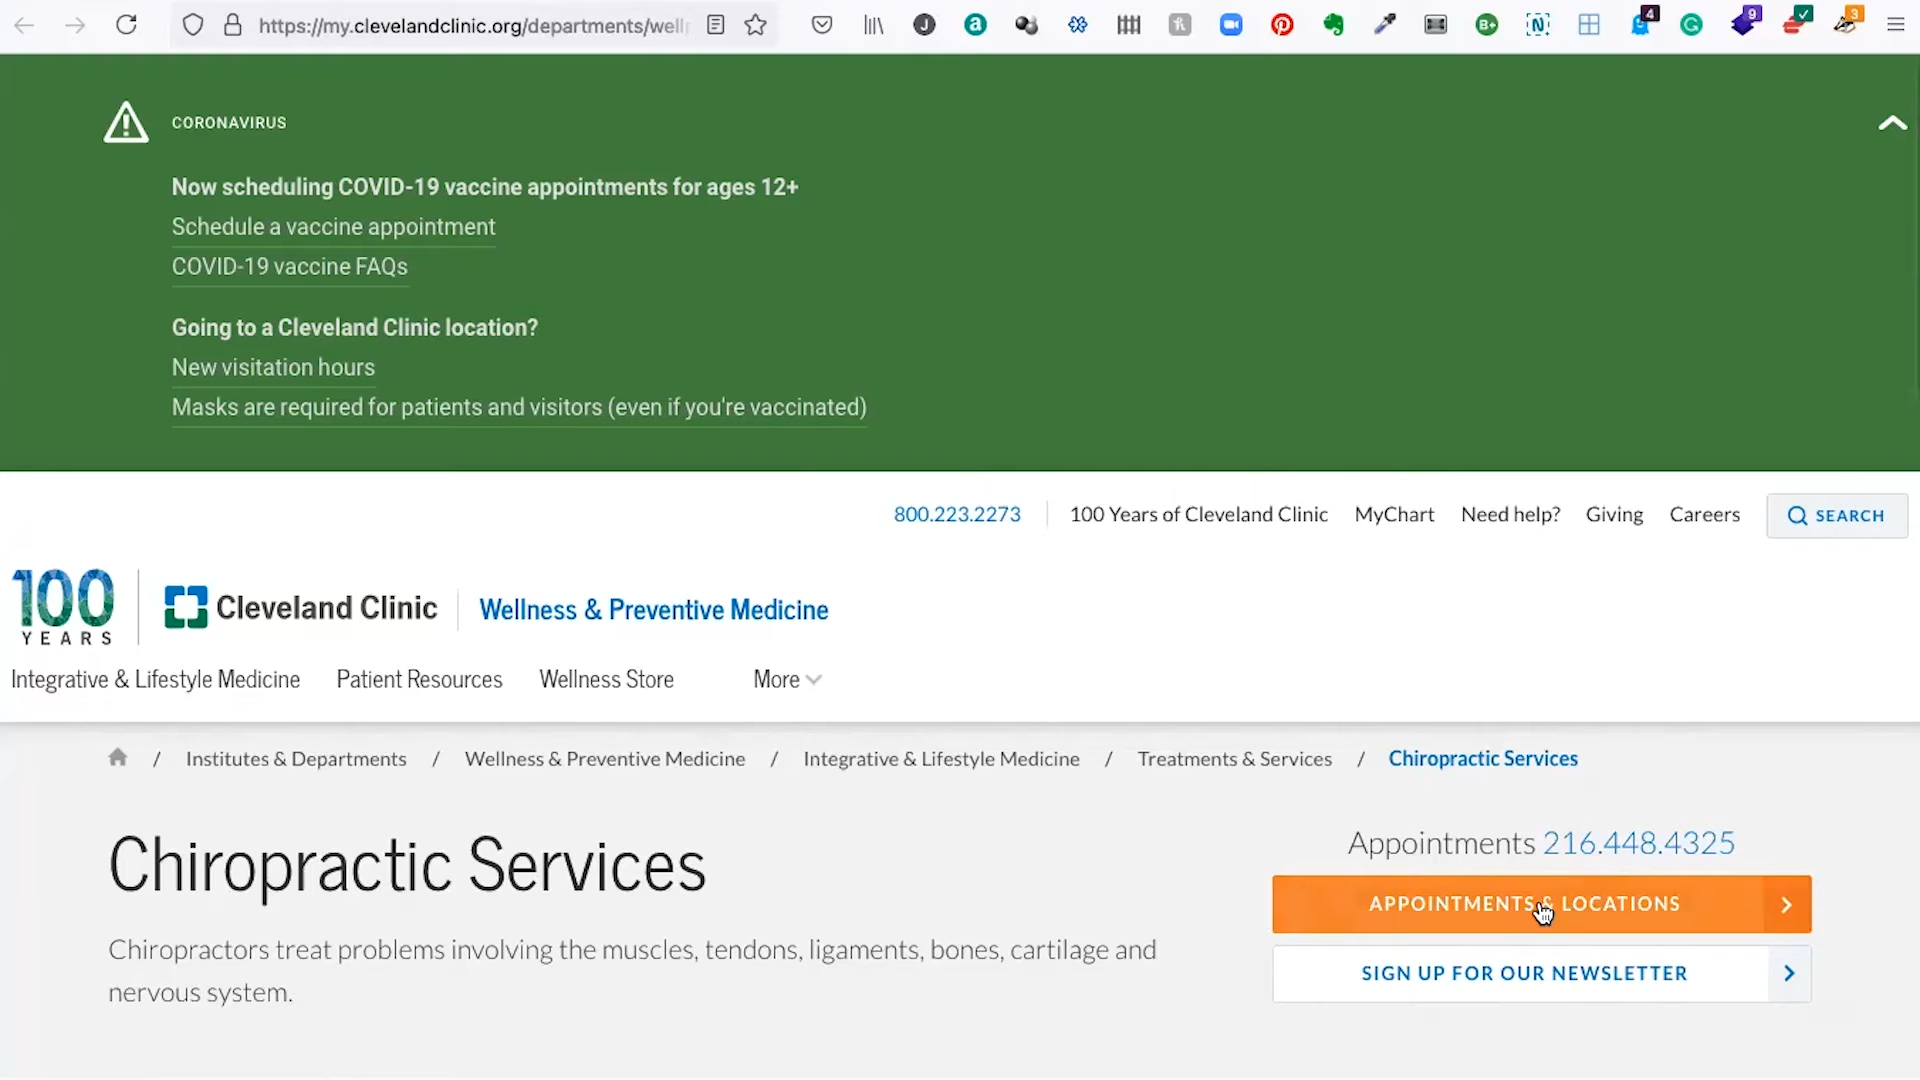 https://my.clevelandclinic.org/departments/well
4
9
3
CORONAVIRUS
Now scheduling COVID-19 vaccine appointments for ages 12+
Schedule a vaccine appointment
COVID-19 vaccine FAQs
Going to a Cleveland Clinic location?
New visitation hours
Masks are required for patients and visitors (even if you're vaccinated)
800.223.2273 100 Years of Cleveland Clinic MyChart Need help? Giving Careers SEARCH
100 YEARS
Cleveland Clinic Wellness & Preventive Medicine
Integrative & Lifestyle Medicine Patient Resources Wellness Store More
/ Institutes & Departments / Wellness & Preventive Medicine / Integrative & Lifestyle Medicine / Treatments & Services / Chiropractic Services
Chiropractic Services
Chiropractors treat problems involving the muscles, tendons, ligaments, bones, cartilage and
nervous system.
Appointments 216.448.4325
APPOINTMENTS & LOCATIONS
SIGN UP FOR OUR NEWSLETTER